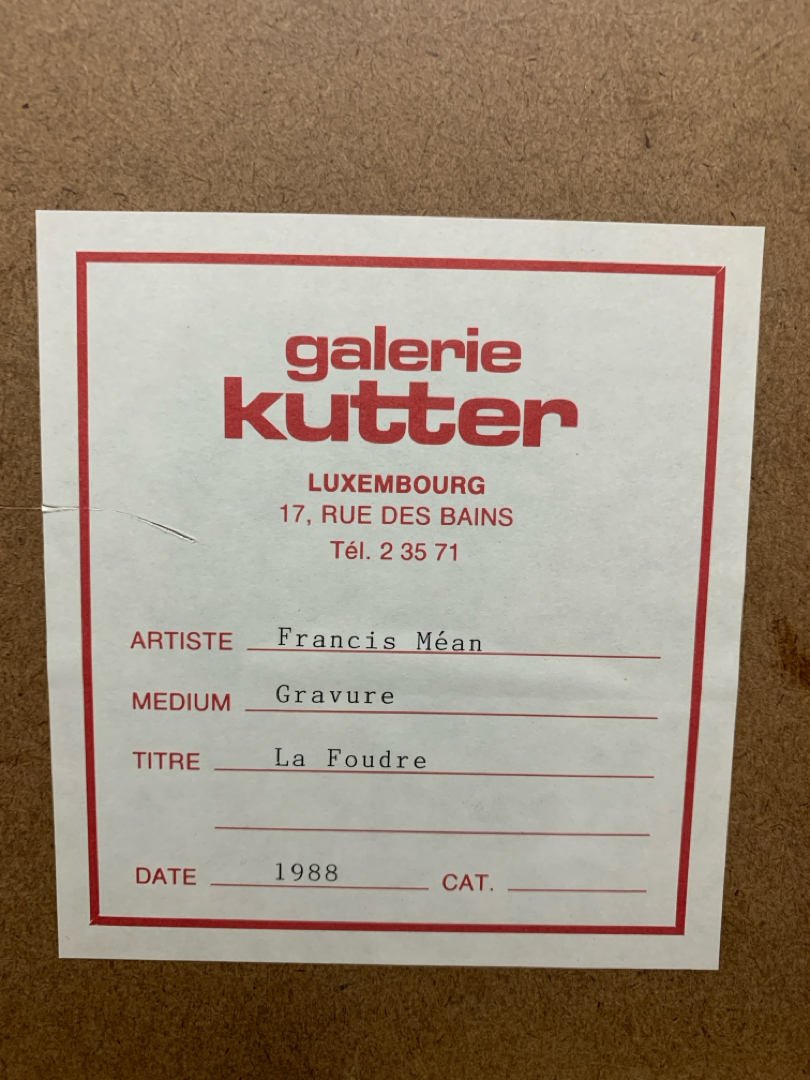 galerie
kutter
LUXEMBOURG
17, RUE DES BAINS
Tél. 2 35 71
ARTISTE Francis Méan
MEDIUM Gravure
TITRE La Foudre
DATE 1988 CAT.